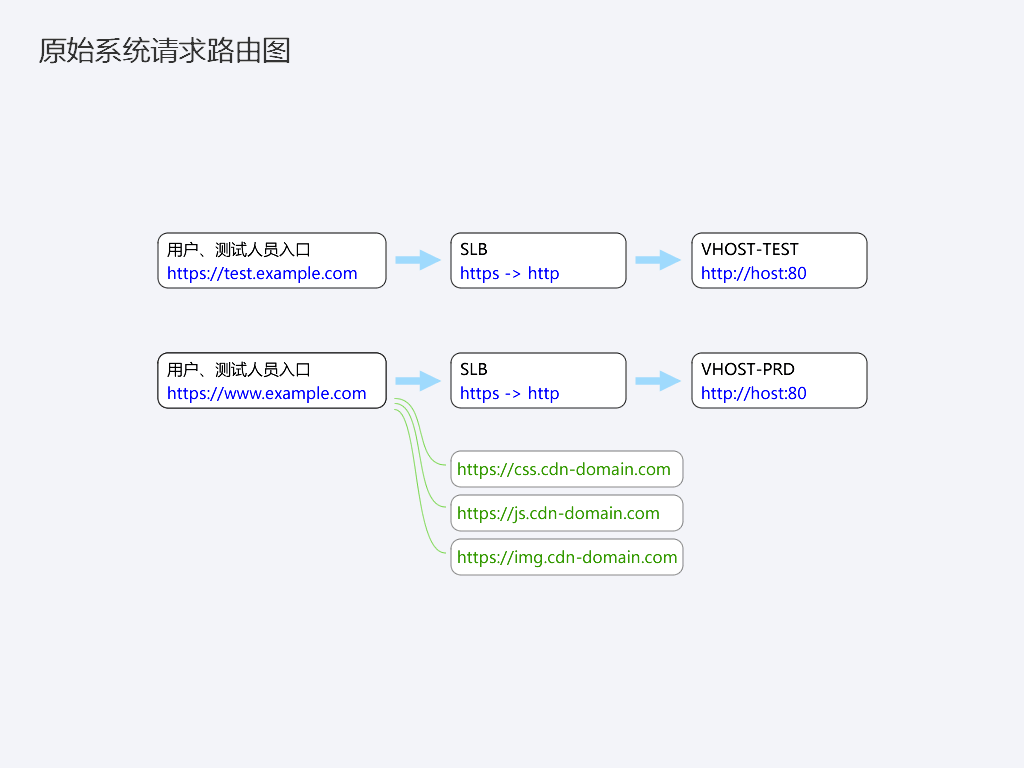 原始系统请求路由图
用户、测试人员入口
https://test.example.com
SLB
https -> http
VHOST-TEST
http://host:80
用户、测试人员入口
https://www.example.com
SLB
https -> http
VHOST-PRD
http://host:80
https://css.cdn-domain.com
https://js.cdn-domain.com
https://img.cdn-domain.com